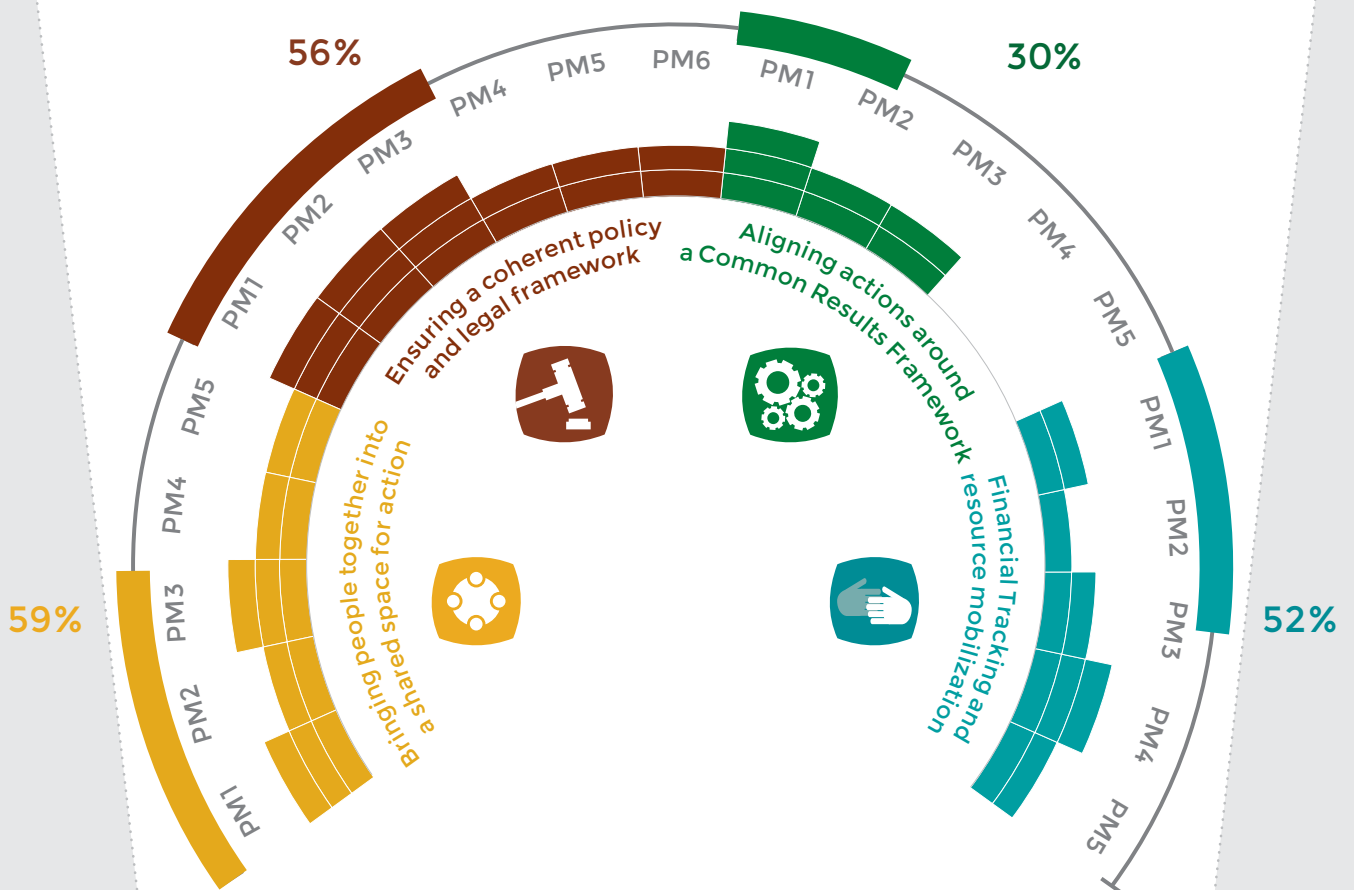 56%
30%
59%
52%
PM1
PM2
PM3
PM4
PM5
PM1
PM2
PM3
PM4
PM5
PM6
PM1
PM2
PM3
PM4
PM5
PM1
PM2
PM3
PM4
PM5
Bringing people together into
a shared space for action
Ensuring a coherent policy
and legal framework
Aligning actions around
a Common Results Framework
Financial Tracking and
resource mobilization